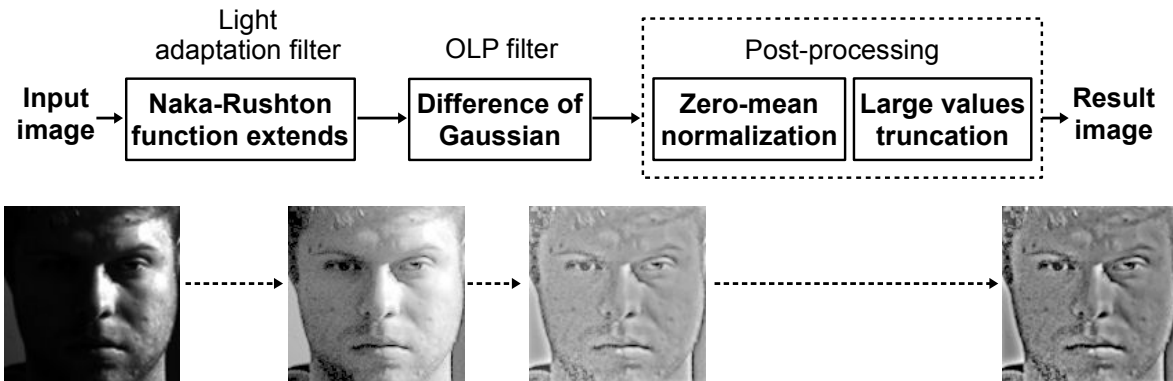 Light
adaptation filter
OLP filter
Post-processing
Input
image
Naka-Rushton
function extends
Difference of
Gaussian
Zero-mean
normalization
Large values
truncation
Result
image